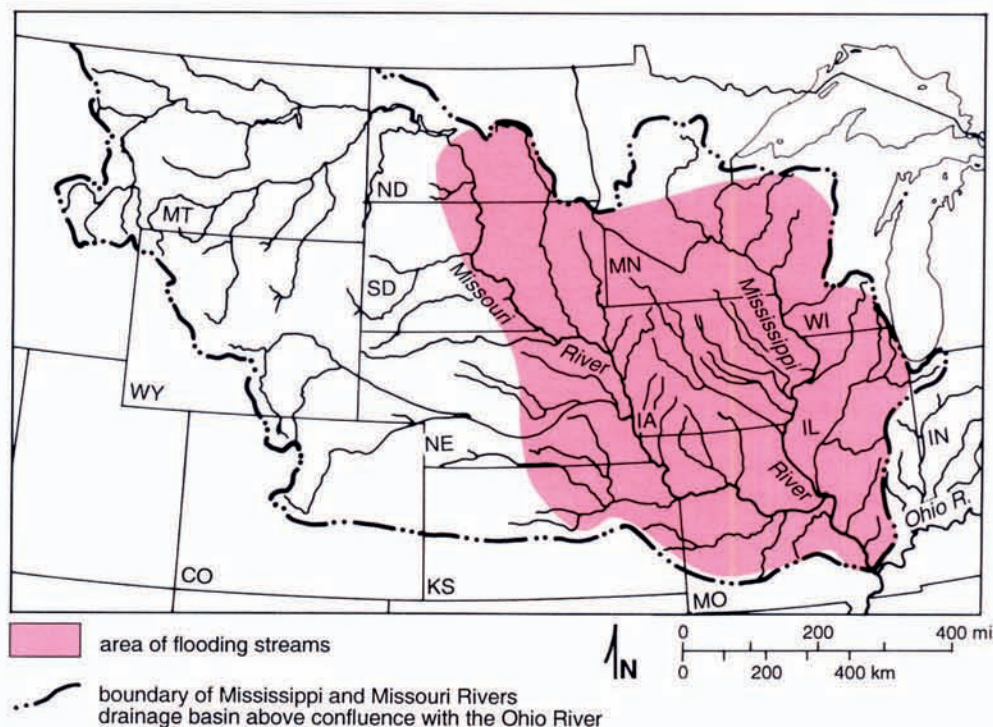 ND
MT
MN
SD
Missouri
Mississippi
WI
River
WY
IA
IL
NE
IN
River
Ohio R.
CO
KS
MO
area of flooding streams
N
0 200 400 mi
0 200 400 km
boundary of Mississippi and Missouri Rivers
drainage basin above confluence with the Ohio River